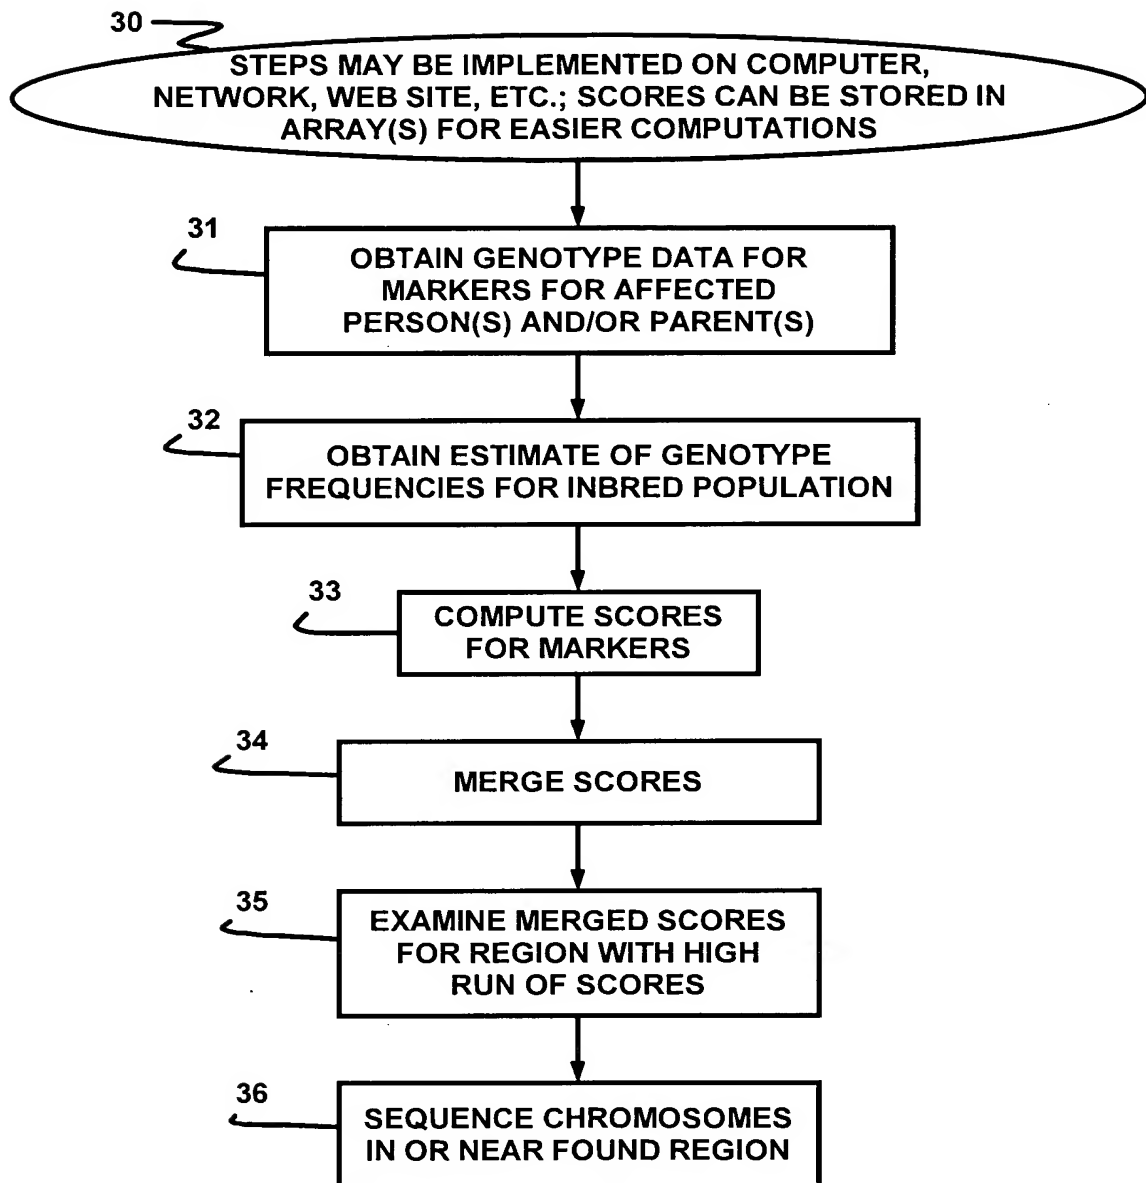 30
STEPS MAY BE IMPLEMENTED ON COMPUTER,
NETWORK, WEB SITE, ETC.; SCORES CAN BE STORED IN
ARRAY(S) FOR EASIER COMPUTATIONS
31
OBTAIN GENOTYPE DATA FOR
MARKERS FOR AFFECTED
PERSON(S) AND/OR PARENT(S)
32
OBTAIN ESTIMATE OF GENOTYPE
FREQUENCIES FOR INBRED POPULATION
33
COMPUTE SCORES
FOR MARKERS
34
MERGE SCORES
35
EXAMINE MERGED SCORES
FOR REGION WITH HIGH
RUN OF SCORES
36
SEQUENCE CHROMOSOMES
IN OR NEAR FOUND REGION